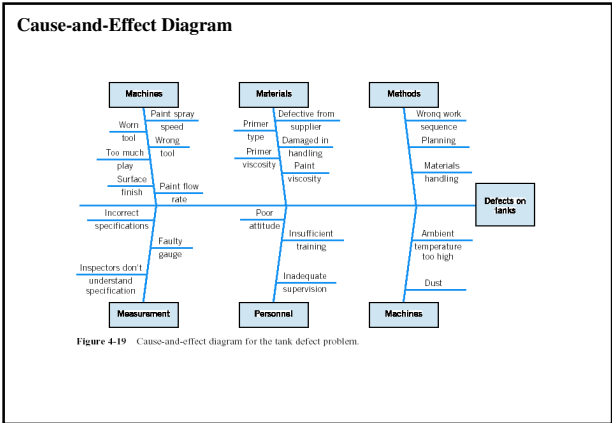 Cause-and-Effect Diagram
Machines
Materials
Methods
Paint spray
speed
Worn
tool
Wrong
tool
Too much
play
Surface
finish
Paint flow
rate
Defective from
supplier
Primer
type
Damaged in
handling
Primer
viscosity
Paint
viscosity
Wrong work
sequence
Planning
Materials
handling
Defects on
tanks
Incorrect
specifications
Faulty
gauge
Inspectors don't
understand
specification
Poor
attitude
Insufficient
training
Inadequate
supervision
Ambient
temperature
too high
Dust
Measurement
Personnel
Machines
Figure 4-19 Cause-and-effect diagram for the tank defect problem.